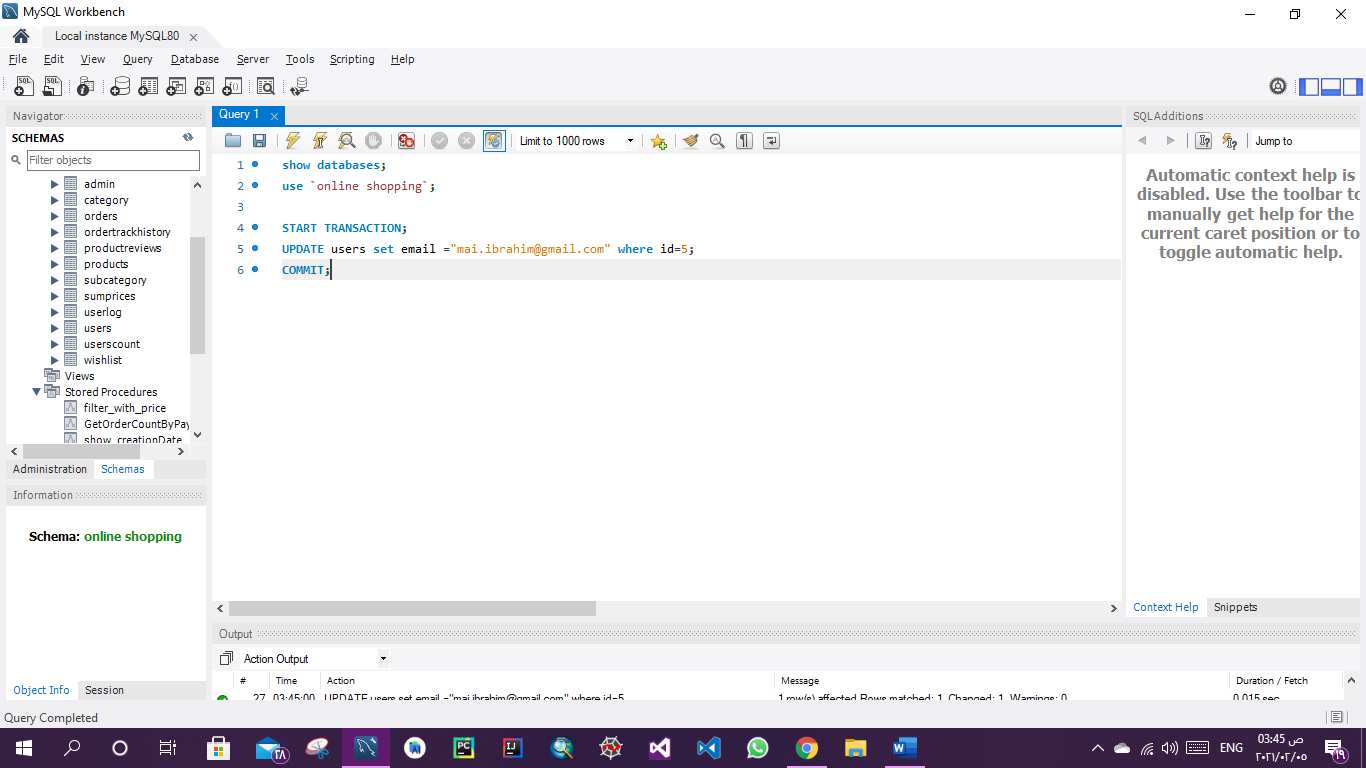 MySQL Workbench
Local instance MySQL80
File Edit View Query Database Server Tools Scripting Help
Navigator
SCHEMAS
Filter objects
admin
category
orders
ordertrackhistory
productreviews
products
subcategory
sumprices
userlog
users
userscount
wishlist
Views
Stored Procedures
filter_with_price
GetOrderCountByPay
show_creationDate
Administration Schemas
Information
Schema: online shopping
Object Info Session
Query 1
Limit to 1000 rows
1 show databases;
2 use `online shopping`;
3
4 START TRANSACTION;
5 UPDATE users set email ="mai.ibrahim@gmail.com" where id=5;
6 COMMIT;
SQLAdditions
Jump to
Automatic context help is
disabled. Use the toolbar to
manually get help for the
current caret position or to
toggle automatic help.
Context Help Snippets
Output
Action Output
# Time Action Message Duration / Fetch
27 03:45:00 UPDATE users set email ="mai.ibrahim@gmail.com" where id=5 1 row(s) affected Rows matched: 1 Changed: 1 Warnings: 0 0.015 sec
Query Completed
٢٨
ENG
03:45 ص
٢٠٢١/٠٢/٠٥
١٩